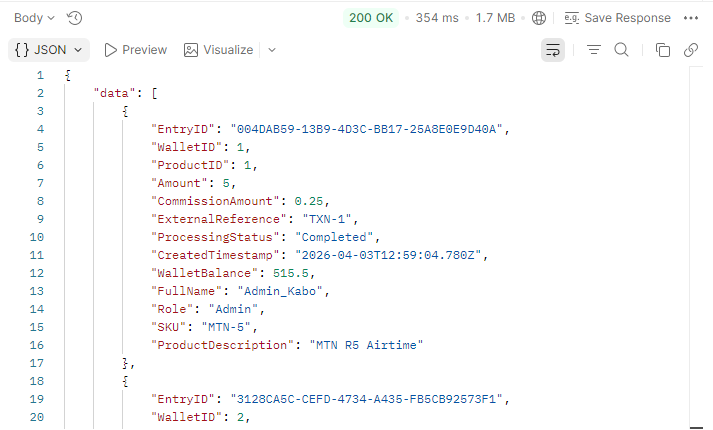 Body 200 OK • 354 ms • 1.7 MB • e.g. Save Response •••
{} JSON Preview Visualize
1 {
2 "data": [
3 {
4 "EntryID": "004DAB59-13B9-4D3C-BB17-25A8E0E9D40A",
5 "WalletID": 1,
6 "ProductID": 1,
7 "Amount": 5,
8 "CommissionAmount": 0.25,
9 "ExternalReference": "TXN-1",
10 "ProcessingStatus": "Completed",
11 "CreatedTimestamp": "2026-04-03T12:59:04.780Z",
12 "WalletBalance": 515.5,
13 "FullName": "Admin_Kabo",
14 "Role": "Admin",
15 "SKU": "MTN-5",
16 "ProductDescription": "MTN R5 Airtime"
17 },
18 {
19 "EntryID": "3128CA5C-CEFD-4734-A435-FB5CB92573F1",
20 "WalletID": 2,